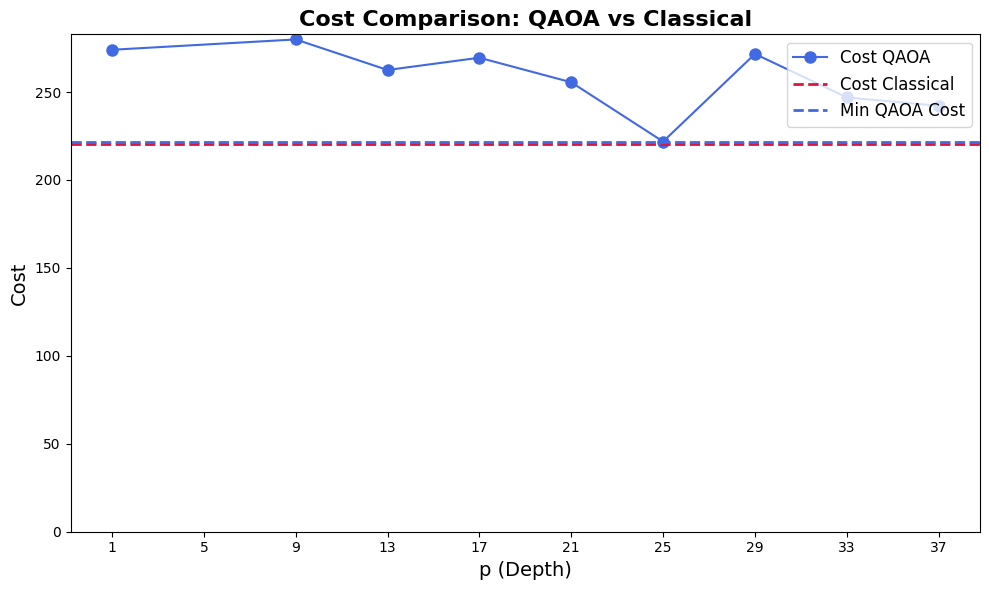 Cost Comparison: QAOA vs Classical
Cost QAOA
Cost Classical
Min QAOA Cost
Cost
250
200
150
100
50
0
1 5 9 13 17 21 25 29 33 37
p (Depth)